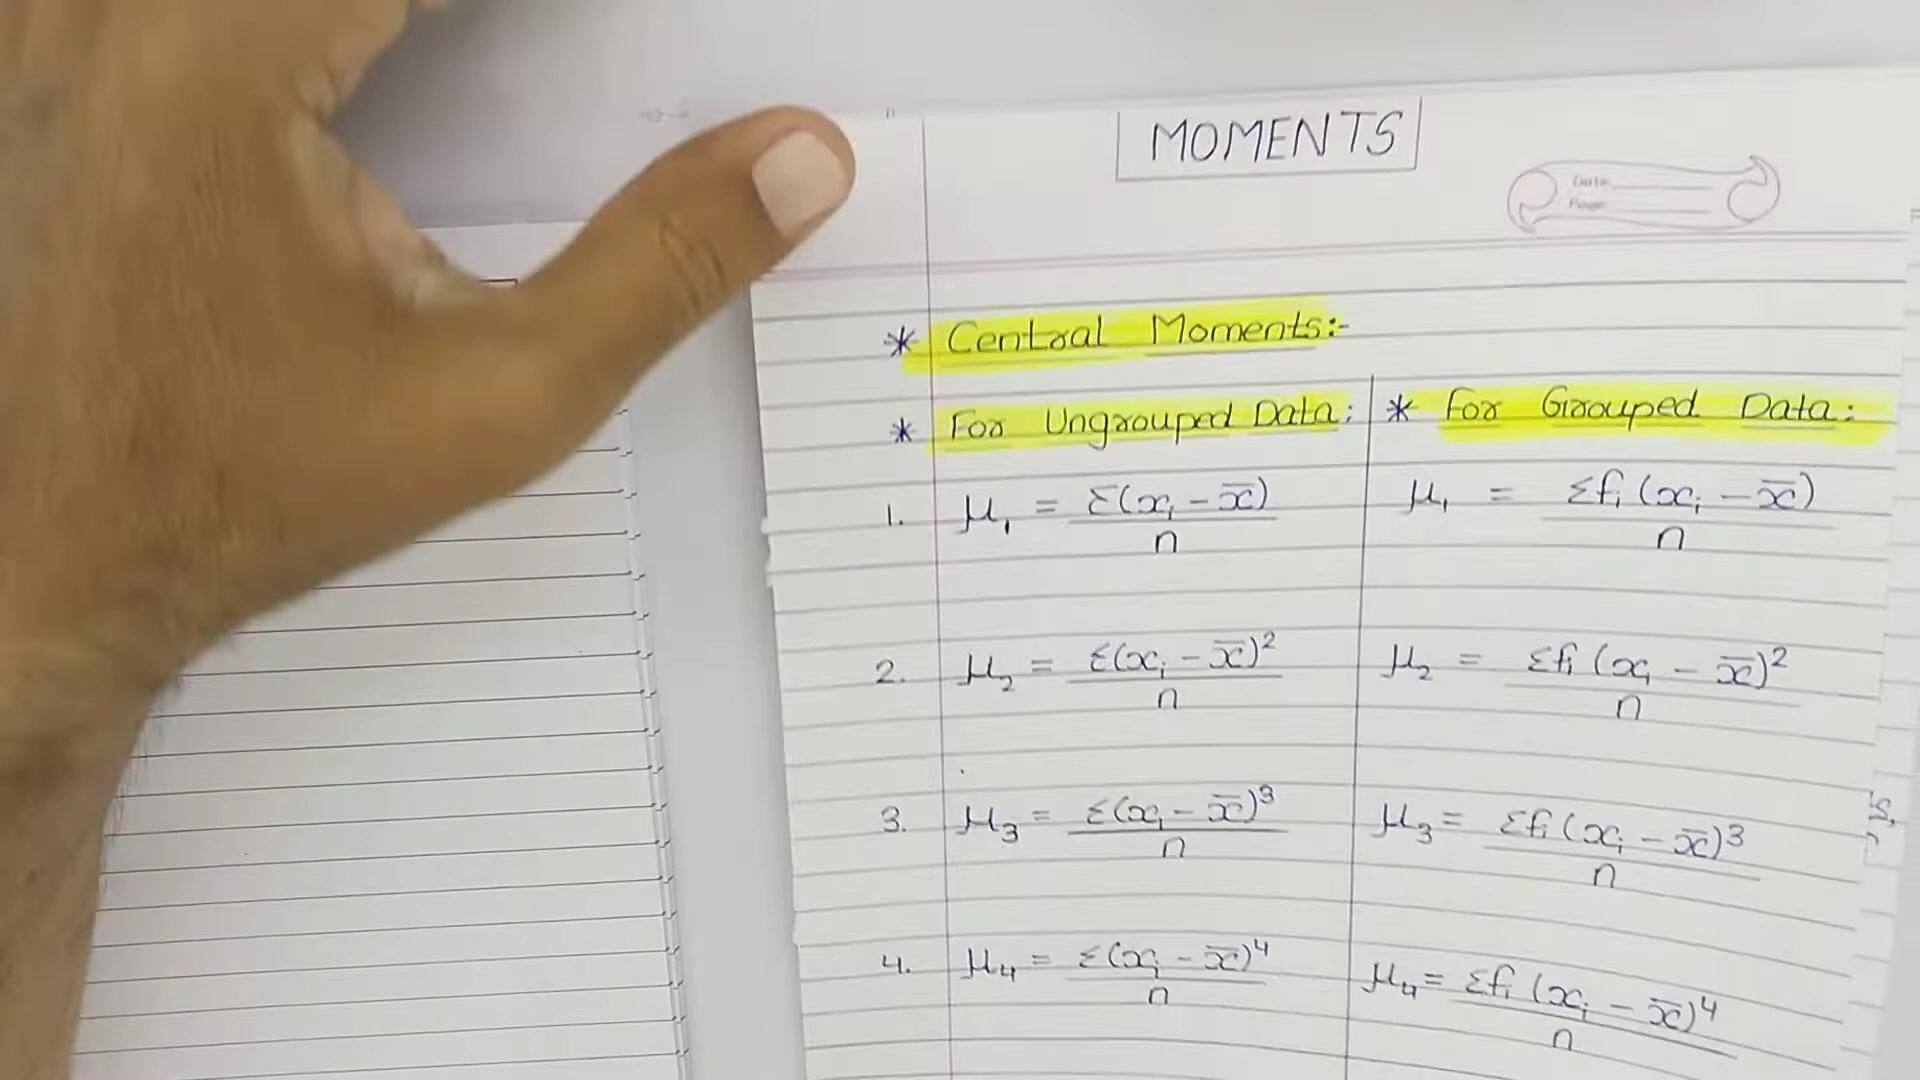 MOMENTS
Date
Page
* Central Moments:-
* For Ungrouped Data: * For Grouped Data:
1. μ₁ = Σ(xᵢ - x̄) / n μ₁ = Σfᵢ (xᵢ - x̄) / n
2. μ₂ = Σ(xᵢ - x̄)² / n μ₂ = Σfᵢ (xᵢ - x̄)² / n
3. μ₃ = Σ(xᵢ - x̄)³ / n μ₃ = Σfᵢ (xᵢ - x̄)³ / n
4. μ₄ = Σ(xᵢ - x̄)⁴ / n μ₄ = Σfᵢ (xᵢ - x̄)⁴ / n